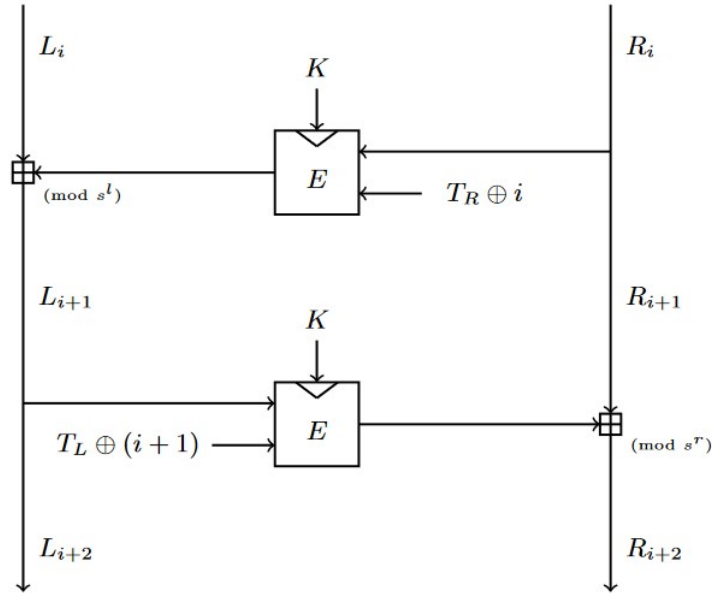 L_i R_i
K
E
(mod s^l)
T_R ⊕ i
L_{i+1} R_{i+1}
K
E
T_L ⊕ (i + 1)
(mod s^r)
L_{i+2} R_{i+2}